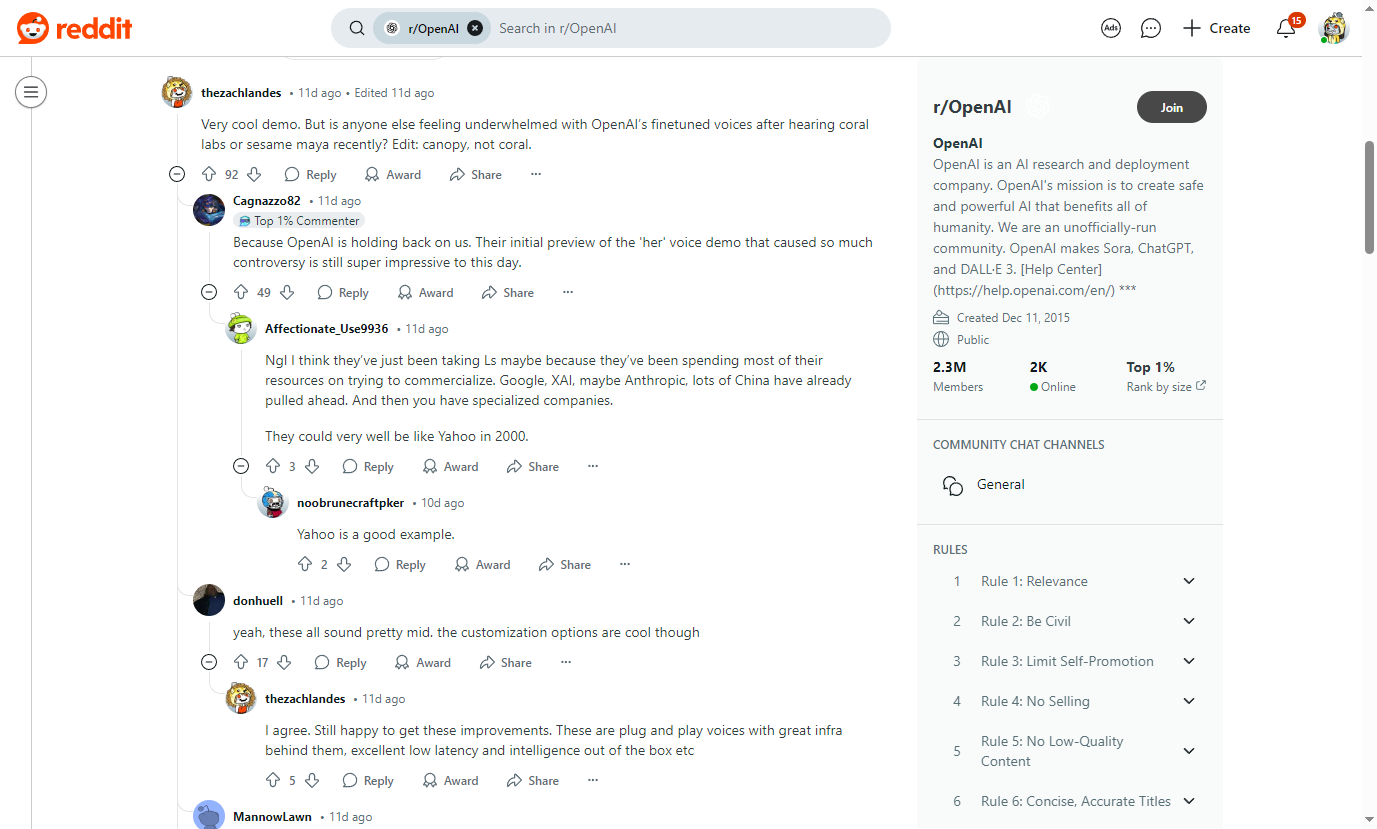 reddit
r/OpenAI
Search in r/OpenAI
Ads
Create
15
thezachlandes • 11d ago • Edited 11d ago
Very cool demo. But is anyone else feeling underwhelmed with OpenAI's finetuned voices after hearing coral
labs or sesame maya recently? Edit: canopy, not coral.
92 Reply Award Share ...
Cagnazzo82 • 11d ago
Top 1% Commenter
Because OpenAI is holding back on us. Their initial preview of the 'her' voice demo that caused so much
controversy is still super impressive to this day.
49 Reply Award Share ...
Affectionate_Use9936 • 11d ago
Ngl I think they've just been taking Ls maybe because they've been spending most of their
resources on trying to commercialize. Google, XAI, maybe Anthropic, lots of China have already
pulled ahead. And then you have specialized companies.
They could very well be like Yahoo in 2000.
3 Reply Award Share ...
noobrunecraftpker • 10d ago
Yahoo is a good example.
2 Reply Award Share ...
donhuell • 11d ago
yeah, these all sound pretty mid. the customization options are cool though
17 Reply Award Share ...
thezachlandes • 11d ago
I agree. Still happy to get these improvements. These are plug and play voices with great infra
behind them, excellent low latency and intelligence out of the box etc
5 Reply Award Share ...
MannowLawn • 11d ago
r/OpenAI
Join
OpenAI
OpenAI is an AI research and deployment
company. OpenAI's mission is to create safe
and powerful AI that benefits all of
humanity. We are an unofficially-run
community. OpenAI makes Sora, ChatGPT,
and DALL·E 3. [Help Center]
(https://help.openai.com/en/) ***
Created Dec 11, 2015
Public
2.3M 2K Top 1%
Members Online Rank by size
COMMUNITY CHAT CHANNELS
General
RULES
1 Rule 1: Relevance
2 Rule 2: Be Civil
3 Rule 3: Limit Self-Promotion
4 Rule 4: No Selling
5 Rule 5: No Low-Quality
Content
6 Rule 6: Concise, Accurate Titles